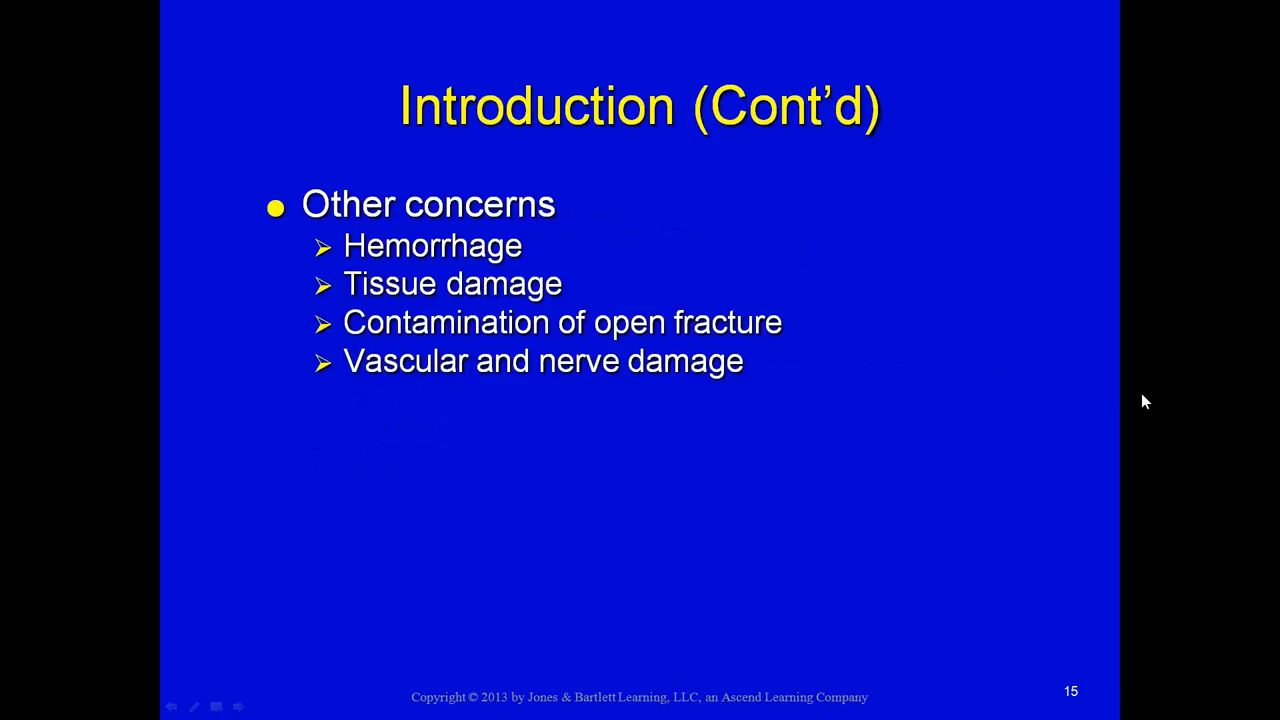 Introduction (Cont’d)
Other concerns
Hemorrhage
Tissue damage
Contamination of open fracture
Vascular and nerve damage
15
Copyright © 2013 by Jones & Bartlett Learning, LLC, an Ascend Learning Company